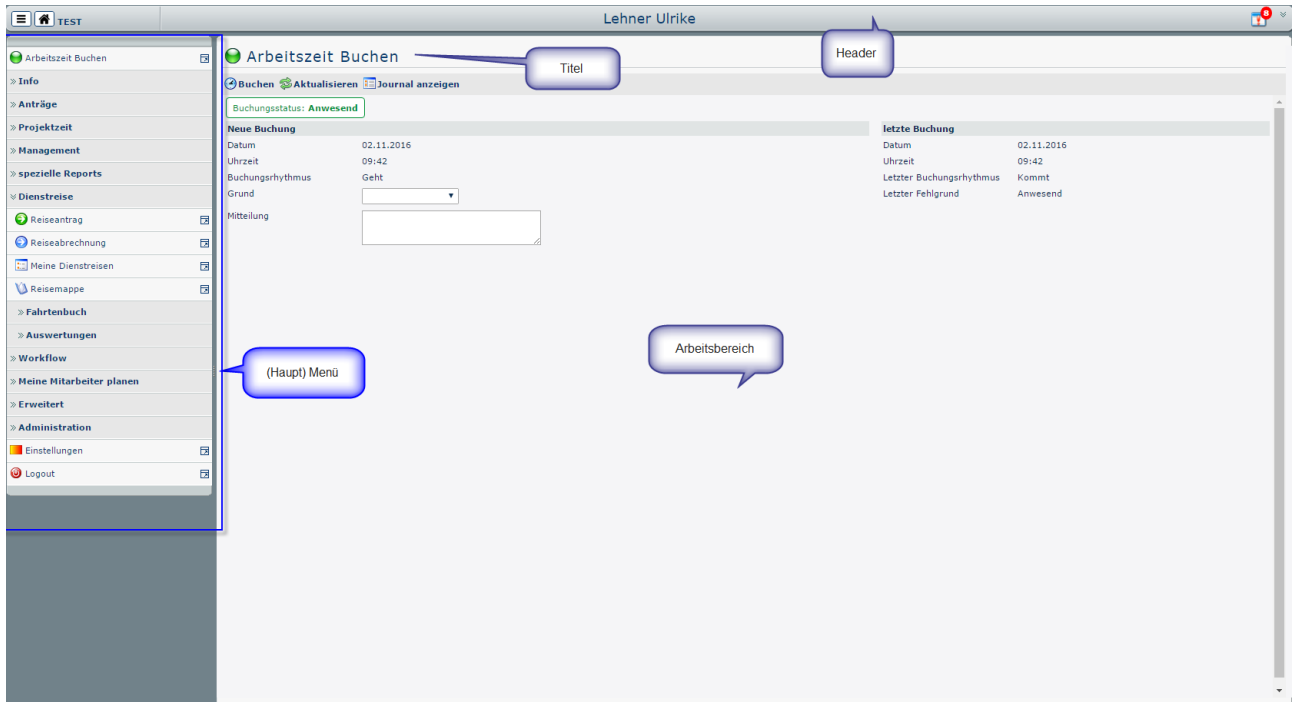 TEST
Lehner Ulrike
8
Header
Arbeitszeit Buchen
Arbeitszeit Buchen
Titel
» Info
Buchen Aktualisieren Journal anzeigen
» Anträge
Buchungsstatus: Anwesend
» Projektzeit
Neue Buchung
letzte Buchung
Datum 02.11.2016
Datum 02.11.2016
» Management
Uhrzeit 09:42
Uhrzeit 09:42
» spezielle Reports
Buchungsrhythmus Geht
Letzter Buchungsrhythmus Kommt
Dienstreise
Grund
Letzter Fehlgrund Anwesend
Reiseantrag
Mitteilung
Reiseabrechnung
Meine Dienstreisen
Reisemappe
» Fahrtenbuch
» Auswertungen
Arbeitsbereich
» Workflow
(Haupt) Menü
» Meine Mitarbeiter planen
» Erweitert
» Administration
Einstellungen
Logout